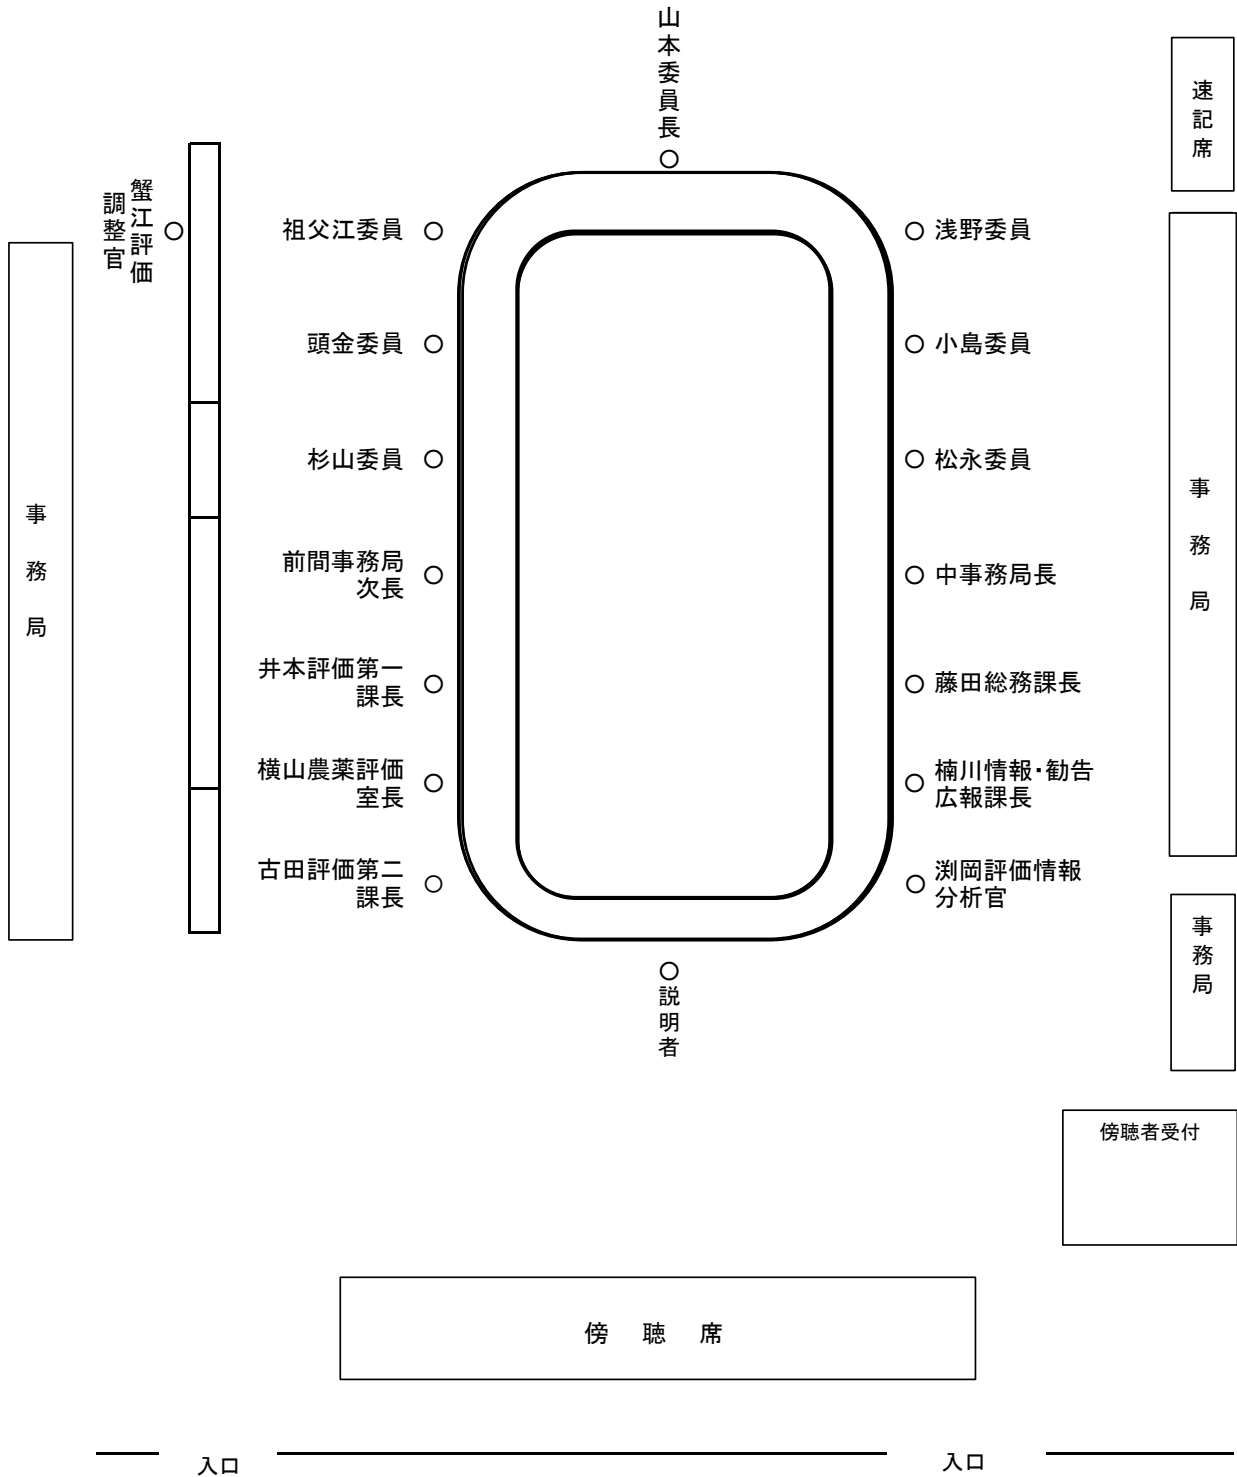 山本委員長
速記席
蟹江評価
調整官
祖父江委員
浅野委員
頭金委員
小島委員
杉山委員
松永委員
事務局
事務局
前間事務局
次長
中事務局長
井本評価第一
課長
藤田総務課長
横山農薬評価
室長
楠川情報・勧告
広報課長
古田評価第二
課長
渕岡評価情報
分析官
事務局
説明者
傍聴者受付
傍聴席
入口
入口